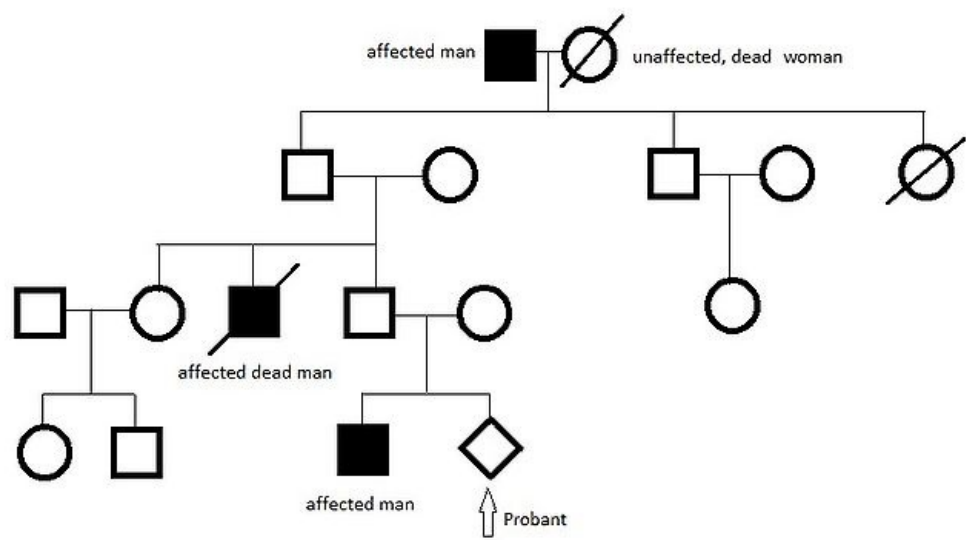 affected man
unaffected, dead woman
affected dead man
affected man
Probant